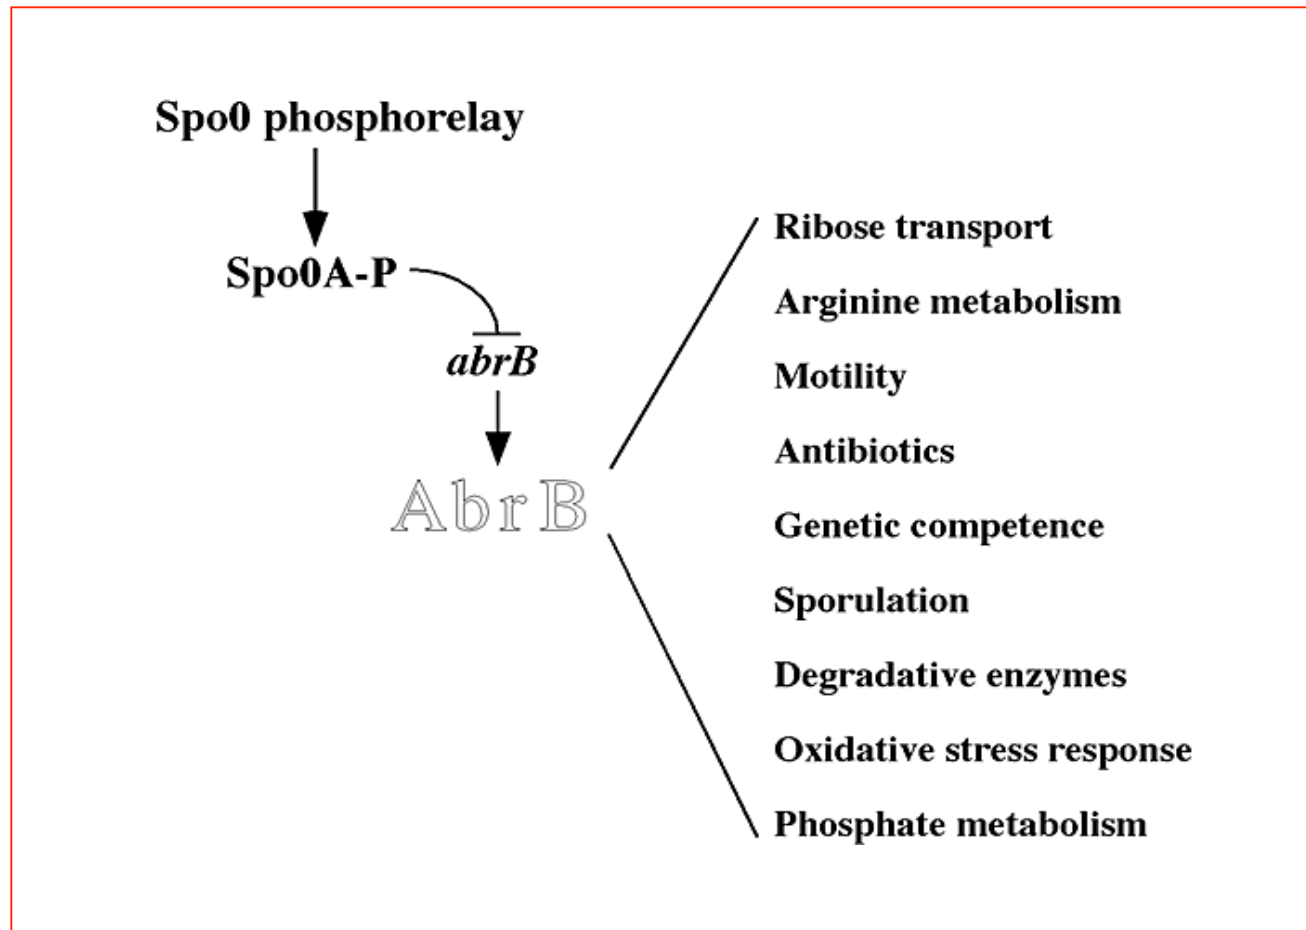 Spo0 phosphorelay
Spo0A-P
abrB
AbrB
Ribose transport
Arginine metabolism
Motility
Antibiotics
Genetic competence
Sporulation
Degradative enzymes
Oxidative stress response
Phosphate metabolism